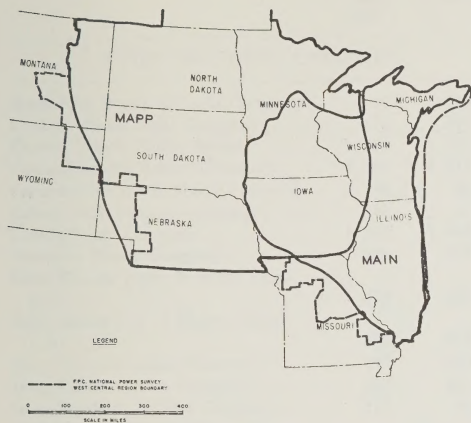 MONTANA
NORTH
DAKOTA
MINNESOTA
MICHIGAN
MAPP
WISCONSIN
SOUTH DAKOTA
WYOMING
IOWA
NEBRASKA
ILLINOIS
MAIN
MISSOURI
LEGEND
F.P.C. NATIONAL POWER SURVEY
WEST CENTRAL REGION BOUNDARY
0 100 200 300 400
SCALE IN MILES